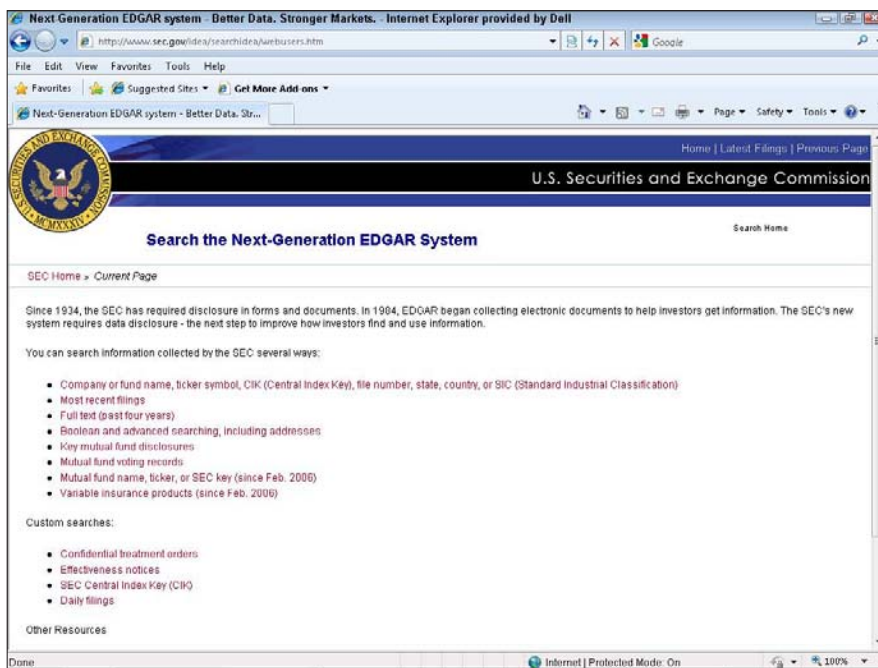 Next-Generation EDGAR system - Better Data. Stronger Markets. - Internet Explorer provided by Dell
http://www.sec.gov/idea/searchidea/webusers.htm
Google
File Edit View Favorites Tools Help
Favorites Suggested Sites Get More Add-ons
Next-Generation EDGAR system - Better Data. Str...
Page Safety Tools
SECURITIES AND EXCHANGE COMMISSION
MCMXXXIV
Home | Latest Filings | Previous Page
U.S. Securities and Exchange Commission
Search the Next-Generation EDGAR System
Search Home
SEC Home » Current Page
Since 1934, the SEC has required disclosure in forms and documents. In 1984, EDGAR began collecting electronic documents to help investors get information. The SEC's new
system requires data disclosure - the next step to improve how investors find and use information.
You can search information collected by the SEC several ways:
• Company or fund name, ticker symbol, CIK (Central Index Key), file number, state, country, or SIC (Standard Industrial Classification)
• Most recent filings
• Full text (past four years)
• Boolean and advanced searching, including addresses
• Key mutual fund disclosures
• Mutual fund voting records
• Mutual fund name, ticker, or SEC key (since Feb. 2006)
• Variable insurance products (since Feb. 2006)
Custom searches:
• Confidential treatment orders
• Effectiveness notices
• SEC Central Index Key (CIK)
• Daily filings
Other Resources
Done
Internet | Protected Mode: On
100%